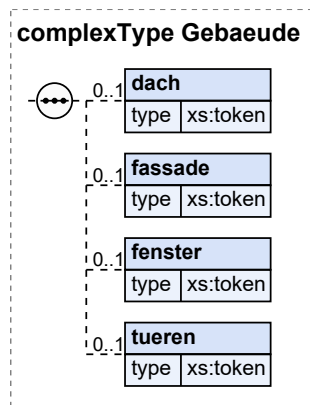 complexType Gebaeude
0..1 dach
type xs:token
0..1 fassade
type xs:token
0..1 fenster
type xs:token
0..1 tueren
type xs:token